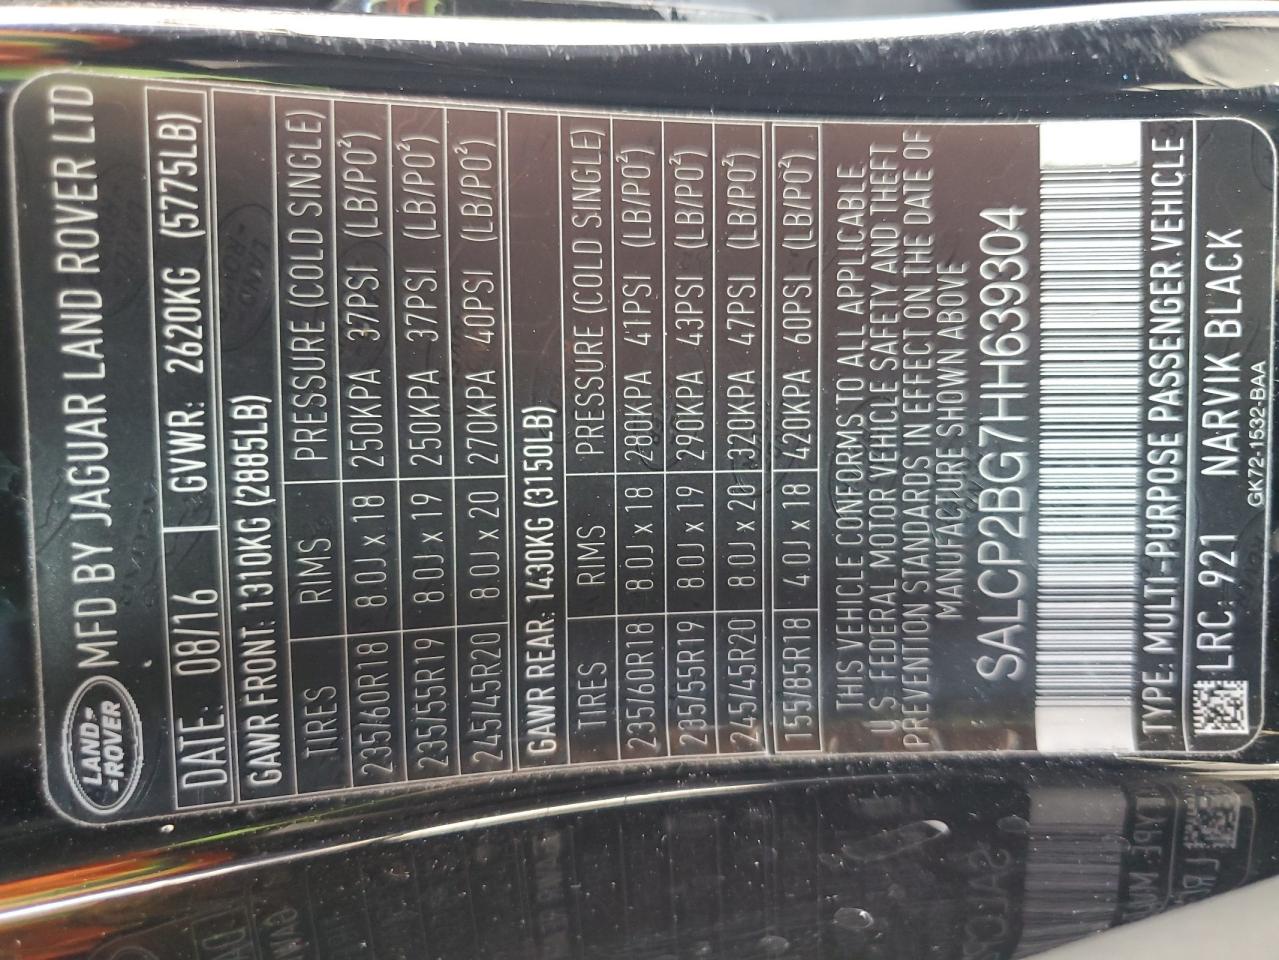 LAND-
-ROVER
MFD BY JAGUAR LAND ROVER LTD
DATE: 08/16 GVWR: 2620KG (5775LB)
GAWR FRONT: 1310KG (2885LB)
TIRES RIMS PRESSURE (COLD SINGLE)
235/60R18 8.0J x 18 250KPA 37PSI (LB/PO²)
235/55R19 8.0J x 19 250KPA 37PSI (LB/PO²)
245/45R20 8.0J x 20 270KPA 40PSI (LB/PO²)
GAWR REAR: 1430KG (3150LB)
TIRES RIMS PRESSURE (COLD SINGLE)
235/60R18 8.0J x 18 280KPA 41PSI (LB/PO²)
235/55R19 8.0J x 19 290KPA 43PSI (LB/PO²)
245/45R20 8.0J x 20 320KPA 47PSI (LB/PO²)
155/85R18 4.0J x 18 420KPA 60PSI (LB/PO²)
THIS VEHICLE CONFORMS TO ALL APPLICABLE
U.S FEDERAL MOTOR VEHICLE SAFETY AND THEFT
PREVENTION STANDARDS IN EFFECT ON THE DATE OF
MANUFACTURE SHOWN ABOVE
SALCP2BG7HH639304
TYPE: MULTI-PURPOSE PASSENGER VEHICLE
LRC: 921 NARVIK BLACK
GK72-1532-BAA